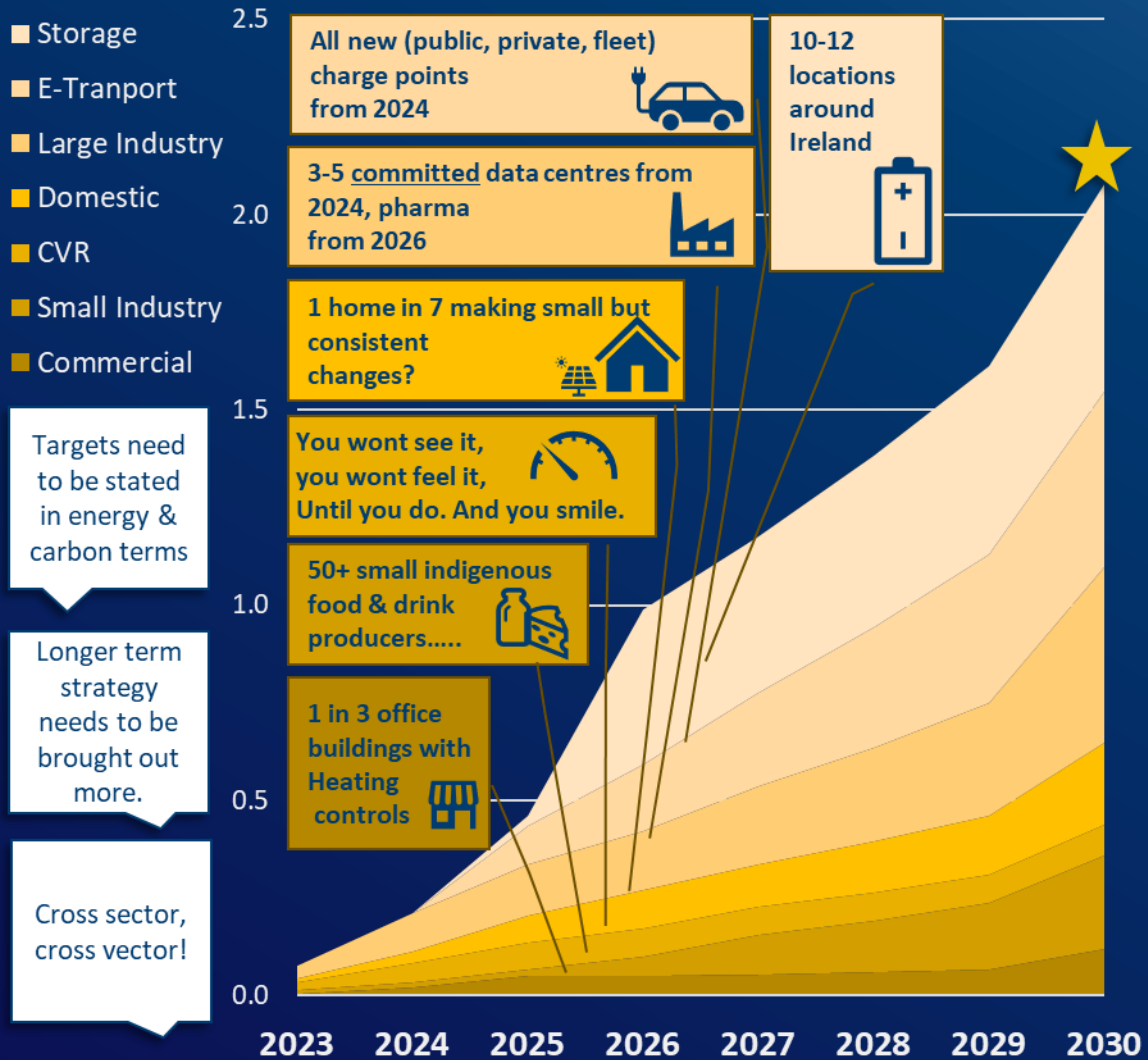 Storage
E-Tranport
Large Industry
Domestic
CVR
Small Industry
Commercial
Targets need
to be stated
in energy &
carbon terms
Longer term
strategy
needs to be
brought out
more.
Cross sector,
cross vector!
2.5
2.0
1.5
1.0
0.5
0.0
All new (public, private, fleet)
charge points
from 2024
10-12
locations
around
Ireland
3-5 committed data centres from
2024, pharma
from 2026
1 home in 7 making small but
consistent
changes?
You wont see it,
you wont feel it,
Until you do. And you smile.
50+ small indigenous
food & drink
producers.....
1 in 3 office
buildings with
Heating
controls
2023 2024 2025 2026 2027 2028 2029 2030